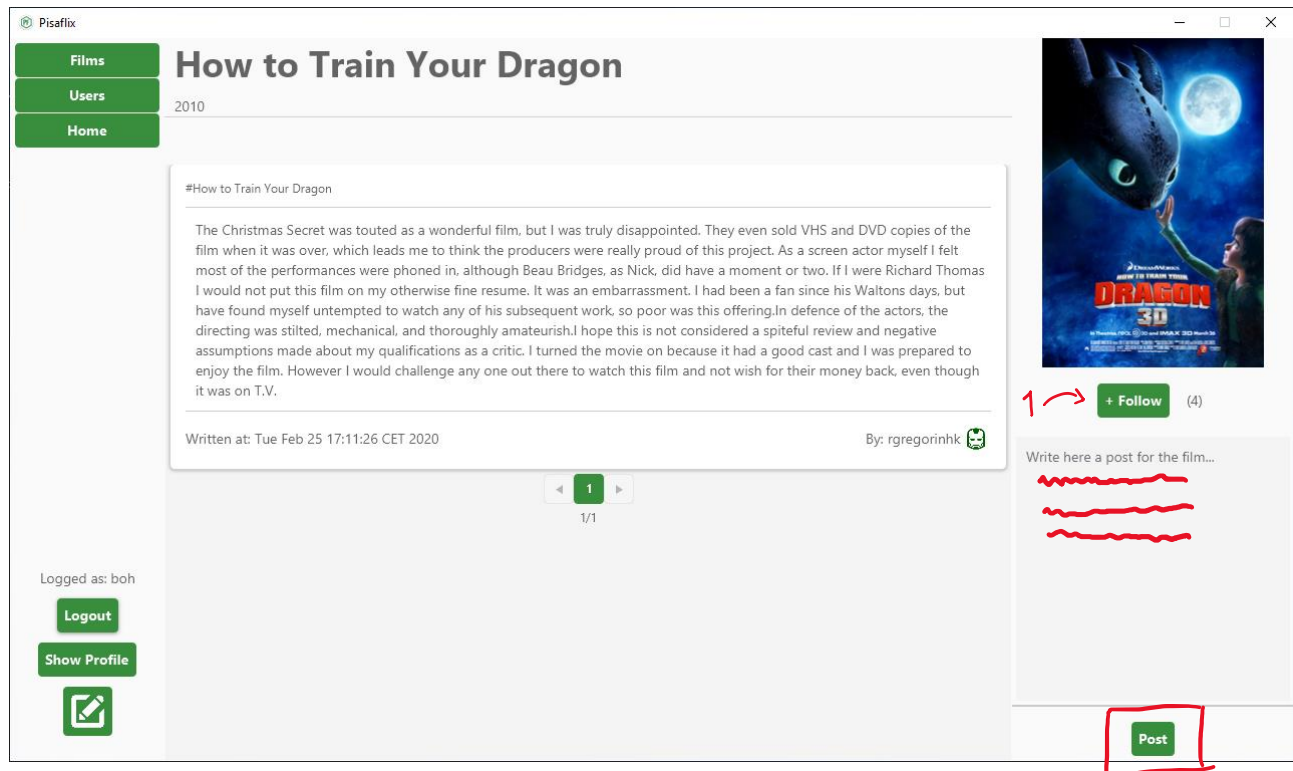 Pisaflix
Films
Users
Home
How to Train Your Dragon
2010
#How to Train Your Dragon
The Christmas Secret was touted as a wonderful film, but I was truly disappointed. They even sold VHS and DVD copies of the
film when it was over, which leads me to think the producers were really proud of this project. As a screen actor myself I felt
most of the performances were phoned in, although Beau Bridges, as Nick, did have a moment or two. If I were Richard Thomas
I would not put this film on my otherwise fine resume. It was an embarrassment. I had been a fan since his Waltons days, but
have found myself untempted to watch any of his subsequent work, so poor was this offering.In defence of the actors, the
directing was stilted, mechanical, and thoroughly amateurish.I hope this is not considered a spiteful review and negative
assumptions made about my qualifications as a critic. I turned the movie on because it had a good cast and I was prepared to
enjoy the film. However I would challenge any one out there to watch this film and not wish for their money back, even though
it was on T.V.
Written at: Tue Feb 25 17:11:26 CET 2020
By: rgregorinhk
1
1/1
Logged as: boh
Logout
Show Profile
DreamWorks
HOW TO TRAIN YOUR
DRAGON
3D
1
+ Follow (4)
Write here a post for the film...
Post